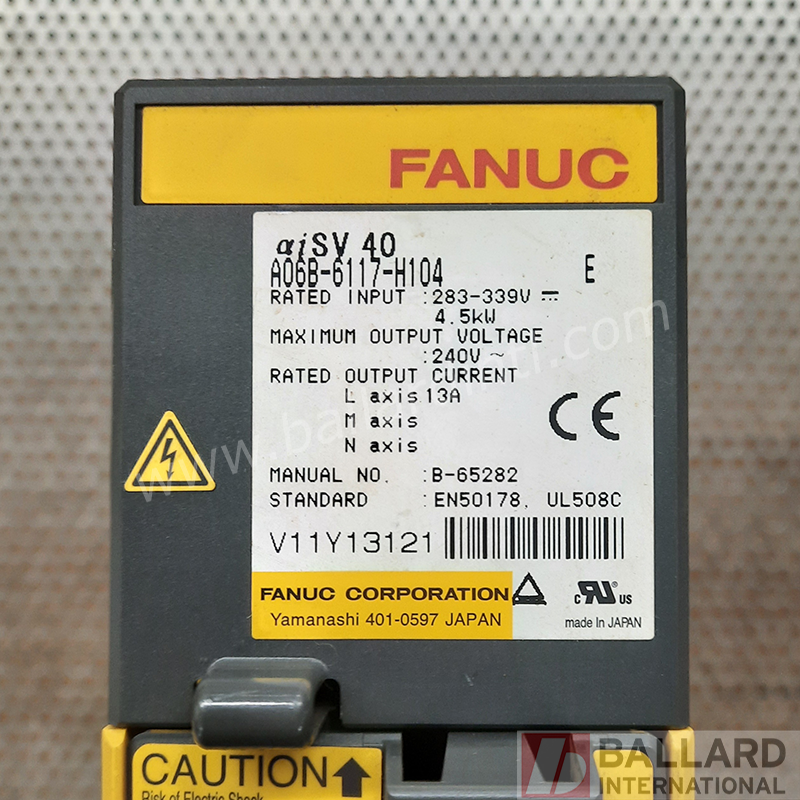 FANUC
αiSV 40
A06B-6117-H104 E
RATED INPUT :283-339V ⎓
4.5kW
MAXIMUM OUTPUT VOLTAGE
:240V ~
RATED OUTPUT CURRENT
L axis 13A
M axis
N axis
CE
MANUAL NO. :B-65282
STANDARD :EN50178, UL508C
V11Y13121
FANUC CORPORATION
Yamanashi 401-0597 JAPAN
c RU US
made In JAPAN
CAUTION
Risk of Electric Shock
BALLARD
INTERNATIONAL